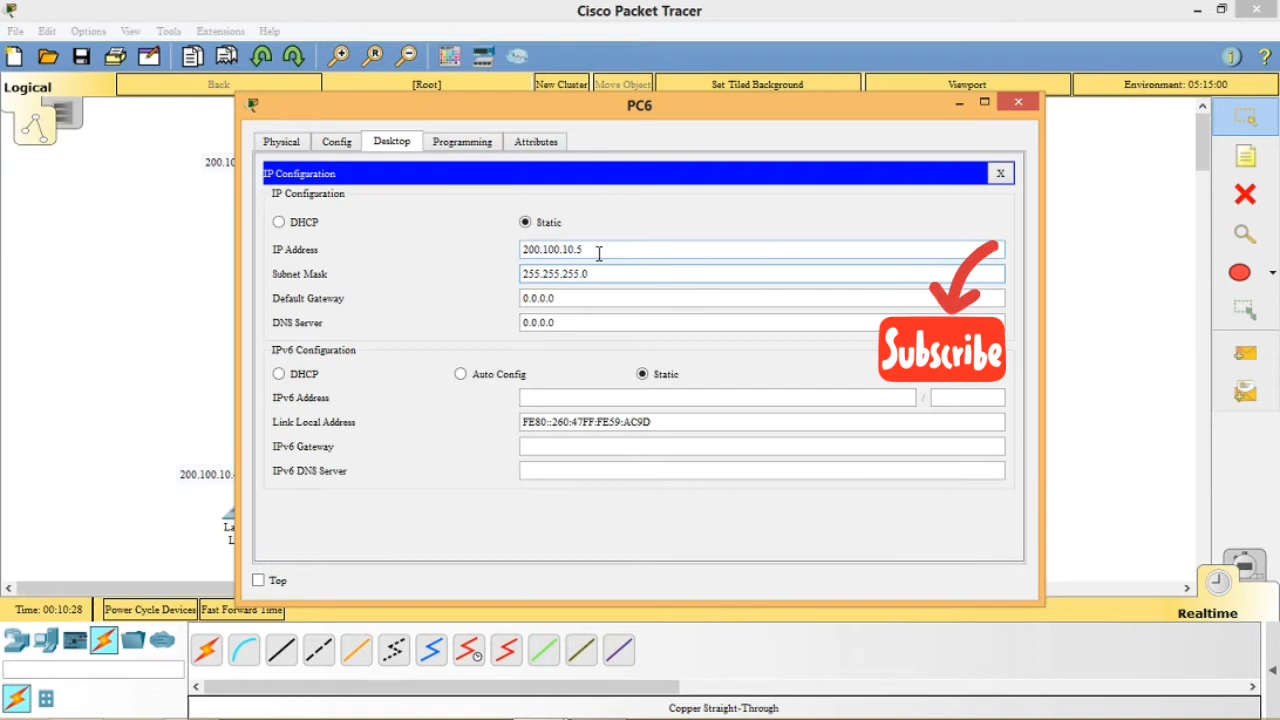 Cisco Packet Tracer
File Edit Options View Tools Extensions Help
Logical Back [Root] New Cluster Move Object Set Tiled Background Viewport Environment: 05:15:00
PC6
Physical Config Desktop Programming Attributes
200.10
IP Configuration X
IP Configuration
DHCP Static
IP Address 200.100.10.5
Subnet Mask 255.255.255.0
Default Gateway 0.0.0.0
DNS Server 0.0.0.0
Subscribe
IPv6 Configuration
DHCP Auto Config Static
IPv6 Address /
Link Local Address FE80::260:47FF:FE59:AC9D
IPv6 Gateway
200.100.10.
IPv6 DNS Server
La
L
Top
Time: 00:10:28 Power Cycle Devices Fast Forward Time Realtime
Copper Straight-Through